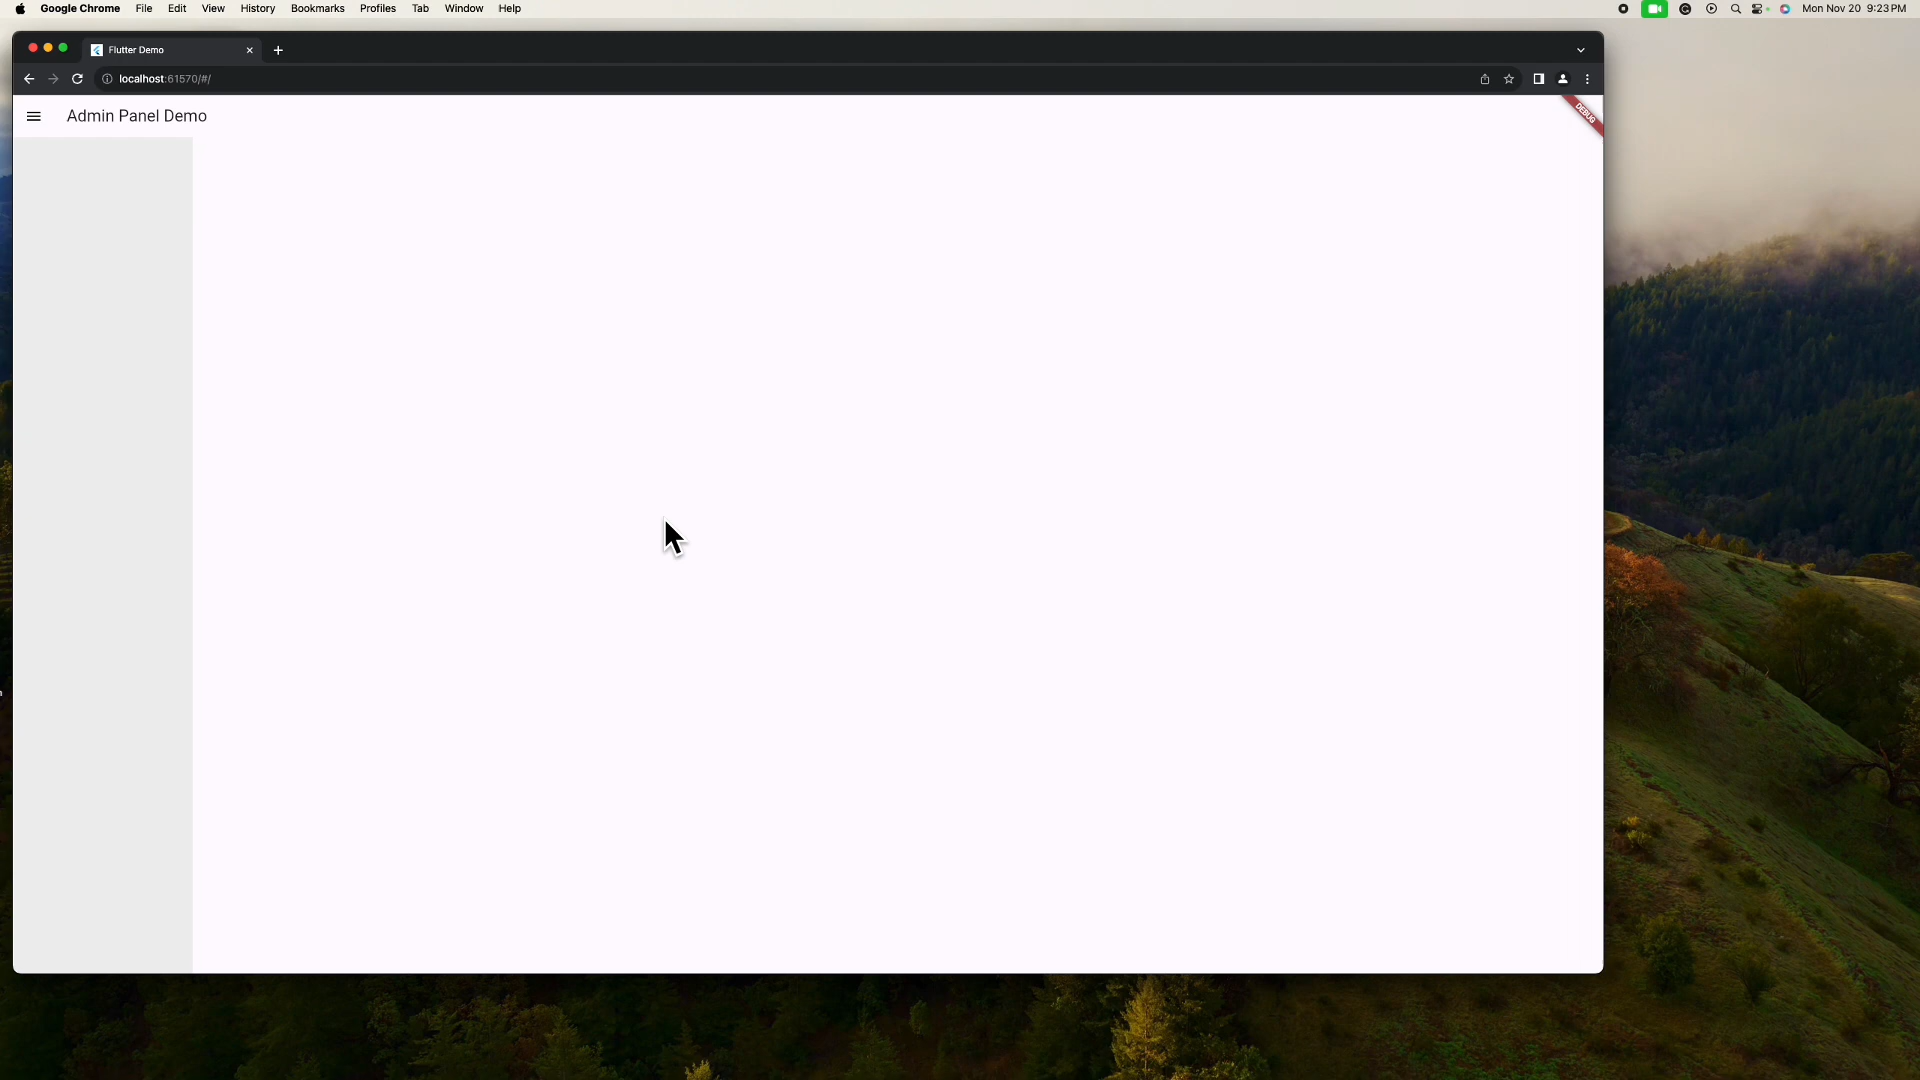 Google Chrome File Edit View History Bookmarks Profiles Tab Window Help Mon Nov 20 9:23 PM
Flutter Demo
localhost:61570/#/
Admin Panel Demo
DEBUG